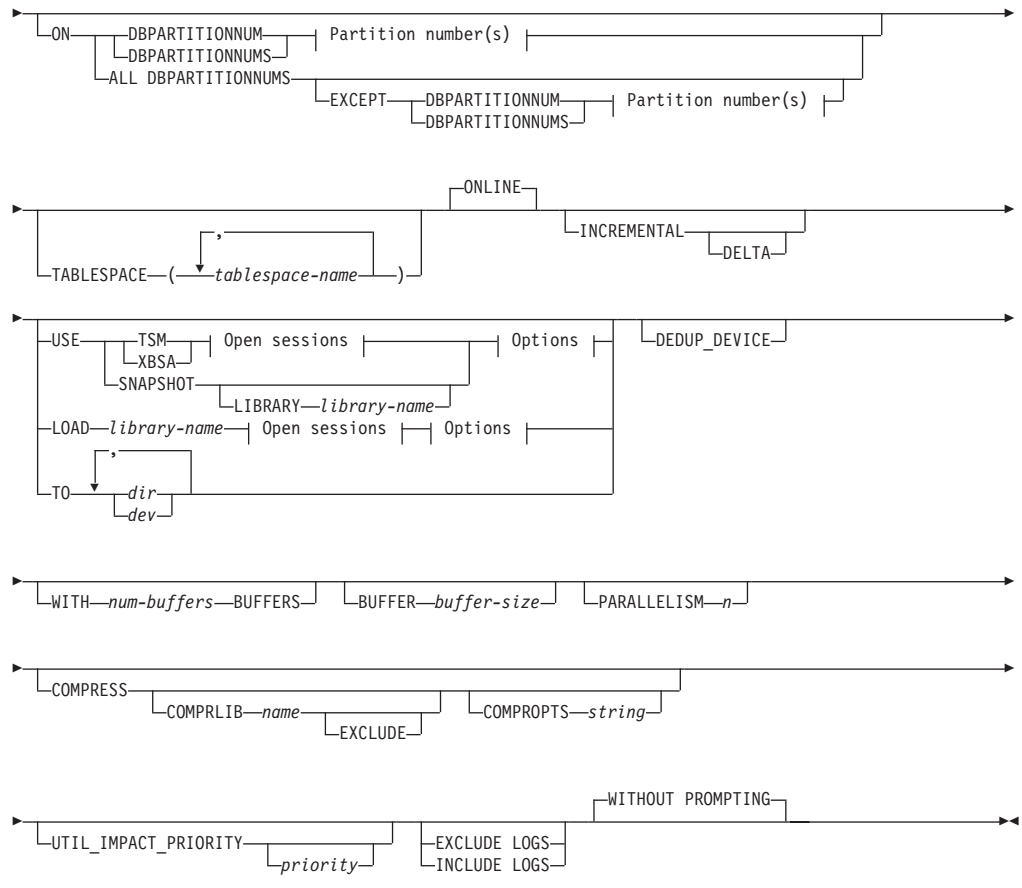 ON DBPARTITIONNUM Partition number(s)
DBPARTITIONNUMS
ALL DBPARTITIONNUMS
EXCEPT DBPARTITIONNUM Partition number(s)
DBPARTITIONNUMS
ONLINE
INCREMENTAL
DELTA
,
TABLESPACE ( tablespace-name )
USE TSM Open sessions Options
XBSA
SNAPSHOT
LIBRARY library-name
LOAD library-name Open sessions Options
,
TO dir
dev
DEDUP_DEVICE
WITH num-buffers BUFFERS BUFFER buffer-size PARALLELISM n
COMPRESS
COMPRLIB name COMPROPTS string
EXCLUDE
WITHOUT PROMPTING
UTIL_IMPACT_PRIORITY EXCLUDE LOGS
priority INCLUDE LOGS